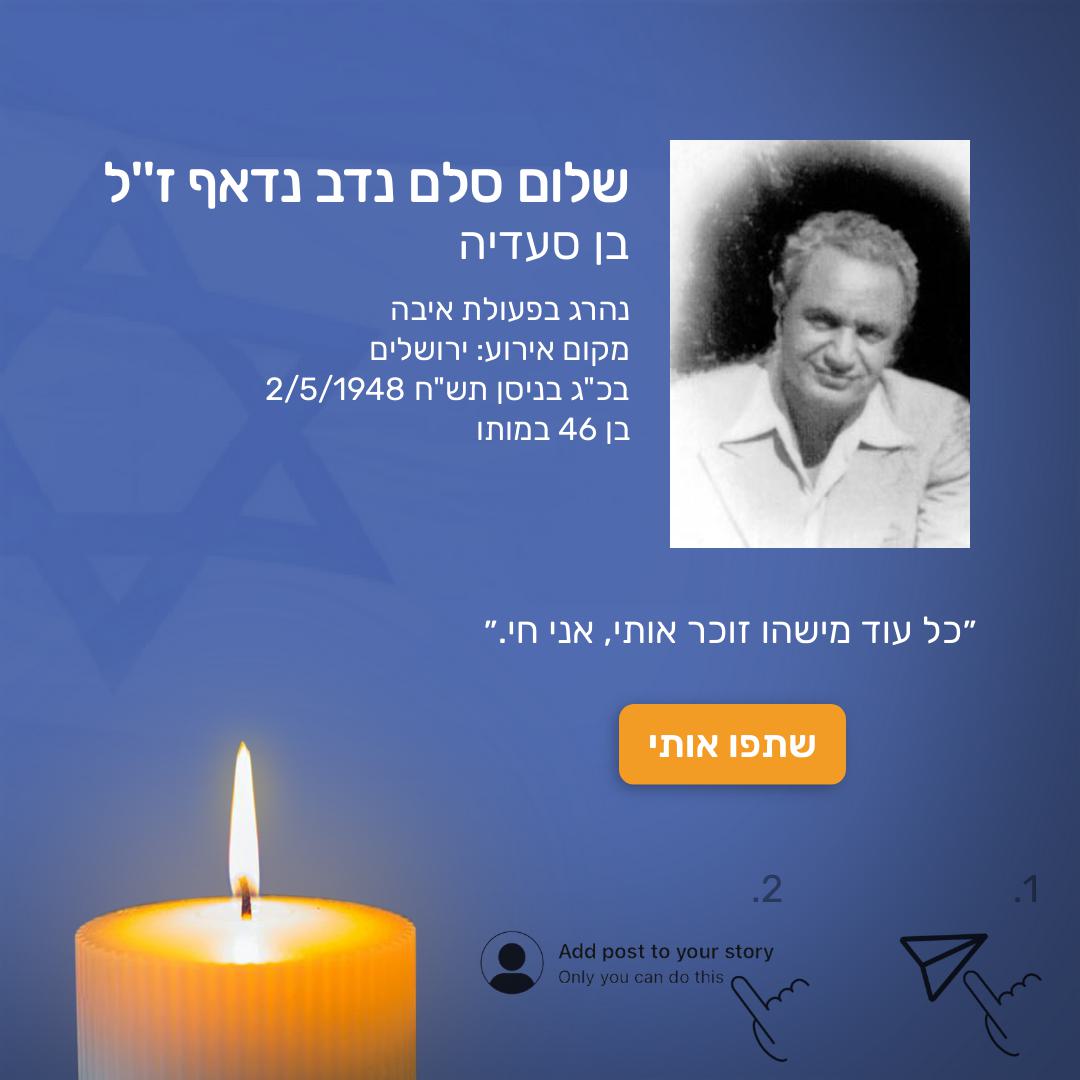 שלום סלם נדב נדאף ז"ל
בן סעדיה
נהרג בפעולת איבה
מקום אירוע: ירושלים
בכ"ג בניסן תש"ח 2/5/1948
בן 46 במותו
״כל עוד מישהו זוכר אותי, אני חי.״
שתפו אותי
1.
2.
Add post to your story
Only you can do this